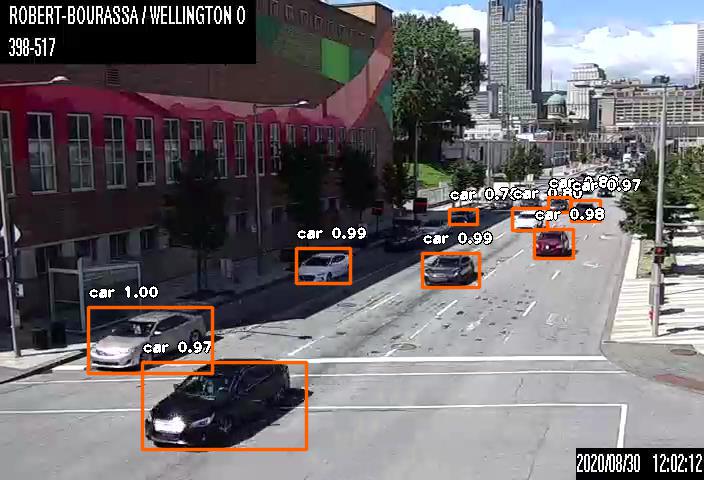 ROBERT-BOURASSA / WELLINGTON O
398-517
car 0.97
car 0.99
car 0.98
car 0.99
car 1.00
car 0.97
2020/08/30 12:02:12